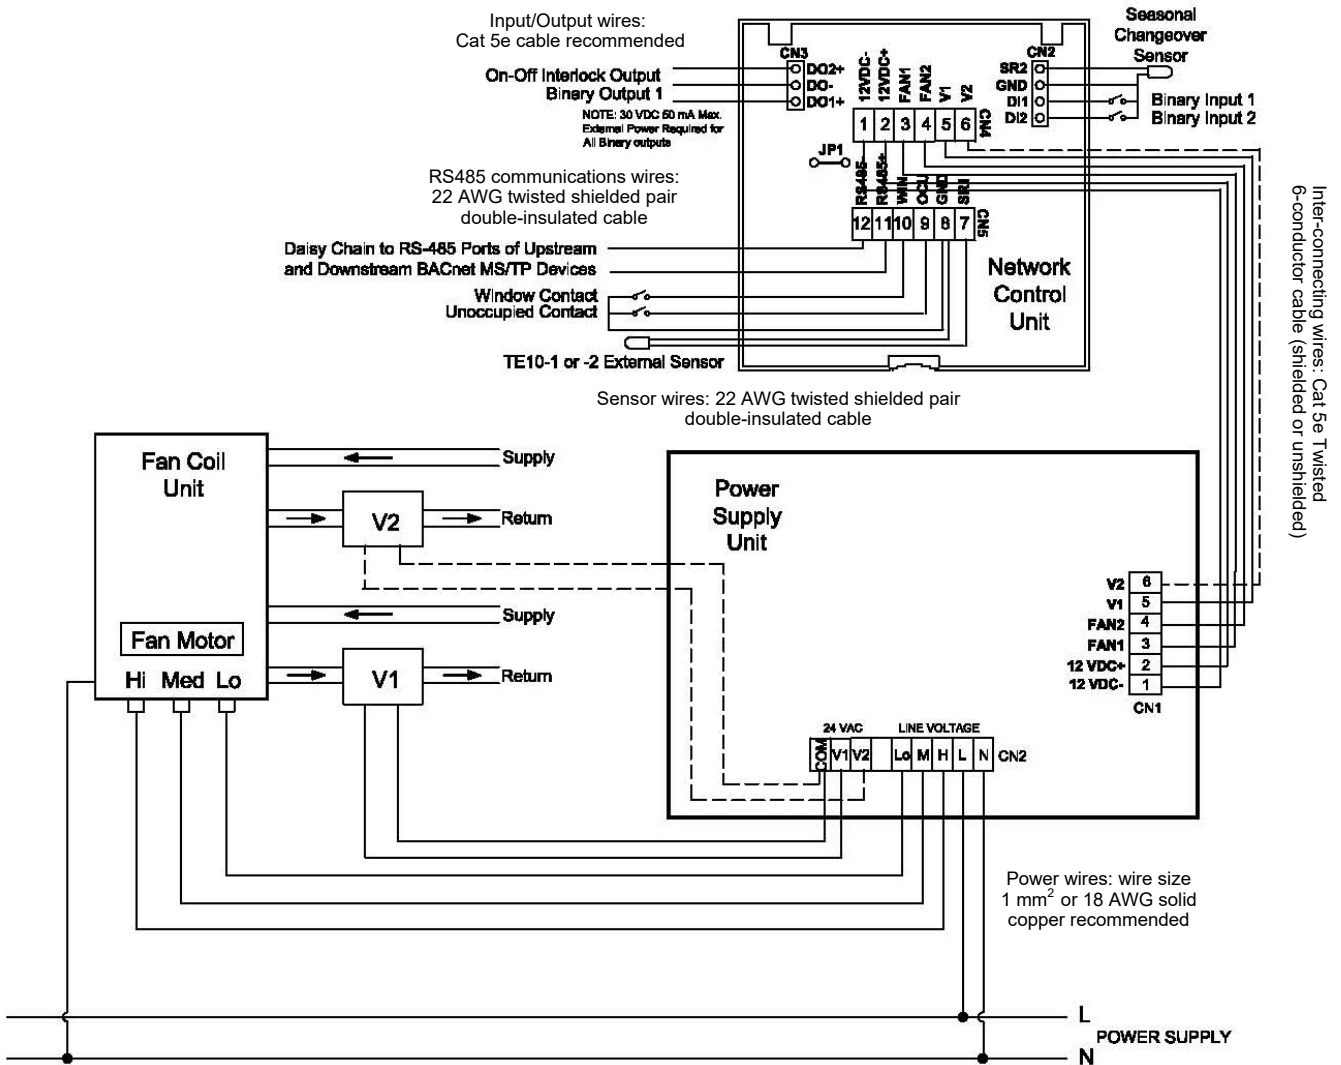 Input/Output wires:
Cat 5e cable recommended
On-Off Interlock Output
Binary Output 1
NOTE: 30 VDC 50 mA Max.
External Power Required for
All Binary outputs
CN3
DO2+
DO-
DO1+
12VDC-
12VDC+
FAN1
FAN2
V1
V2
1 2 3 4 5 6
CN4
JP1
CN2
SR2
GND
DI1
DI2
Seasonal
Changeover
Sensor
Binary Input 1
Binary Input 2
RS485 communications wires:
22 AWG twisted shielded pair
double-insulated cable
RS485-
RS485+
WIN
OCU
GND
SR1
12 11 10 9 8 7
CN5
Daisy Chain to RS-485 Ports of Upstream
and Downstream BACnet MS/TP Devices
Window Contact
Unoccupied Contact
TE10-1 or -2 External Sensor
Network
Control
Unit
Sensor wires: 22 AWG twisted shielded pair
double-insulated cable
Inter-connecting wires: Cat 5e Twisted
6-conductor cable (shielded or unshielded)
Fan Coil
Unit
Supply
V2
Return
Supply
Fan Motor
Hi Med Lo
V1
Return
Power
Supply
Unit
V2 6
V1 5
FAN2 4
FAN1 3
12 VDC+ 2
12 VDC- 1
CN1
24 VAC
LINE VOLTAGE
COM V1 V2 Lo M H L N CN2
Power wires: wire size
1 mm² or 18 AWG solid
copper recommended
L
POWER SUPPLY
N